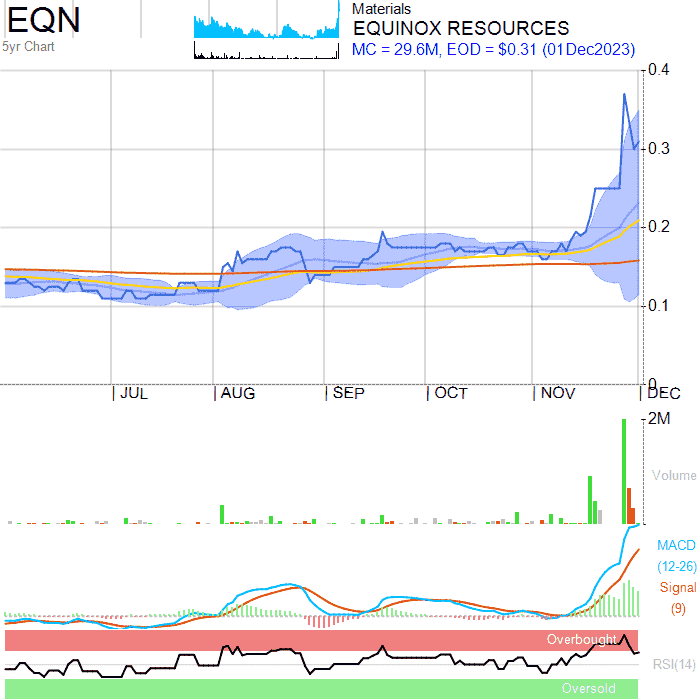 EQN
5yr Chart
Materials
EQUINOX RESOURCES
MC = 29.6M, EOD = $0.31 (01Dec2023)
0.4
0.3
0.2
0.1
0
JUL AUG SEP OCT NOV DEC
2M
Volume
MACD
(12-26)
Signal
(9)
Overbought
RSI(14)
Oversold